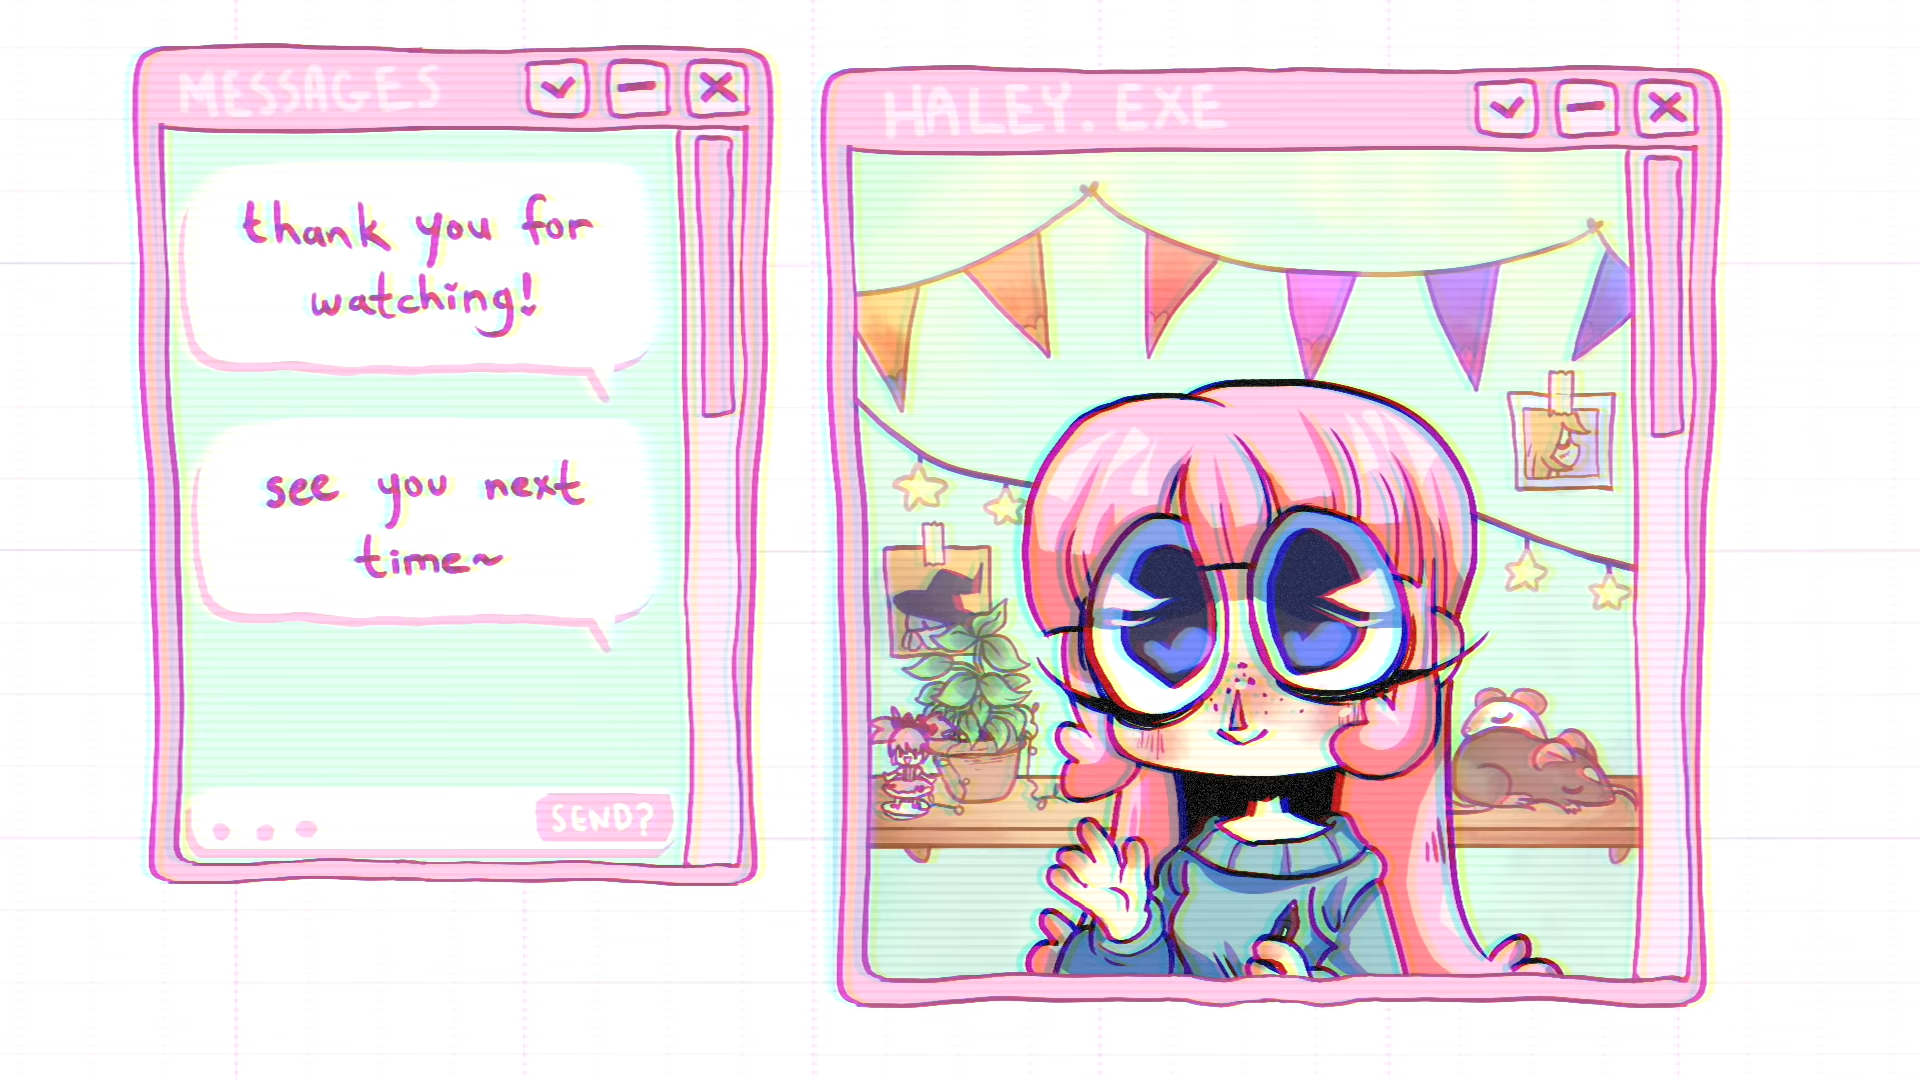 MESSAGES
thank you for
watching!
see you next
time~
SEND?
HALEY.EXE